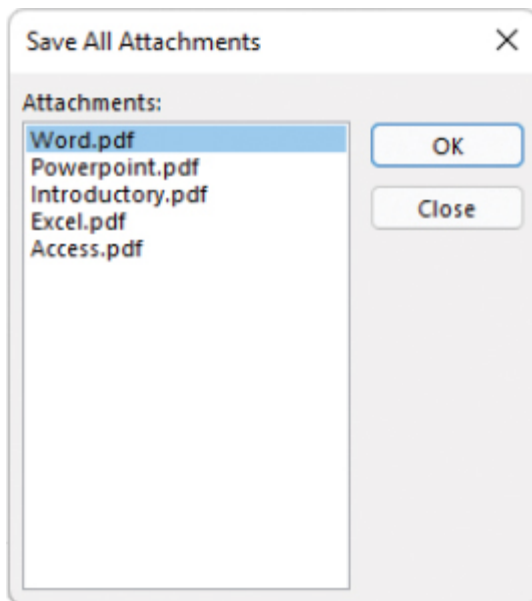 Save All Attachments
Attachments:
Word.pdf
Powerpoint.pdf
Introductory.pdf
Excel.pdf
Access.pdf
OK
Close